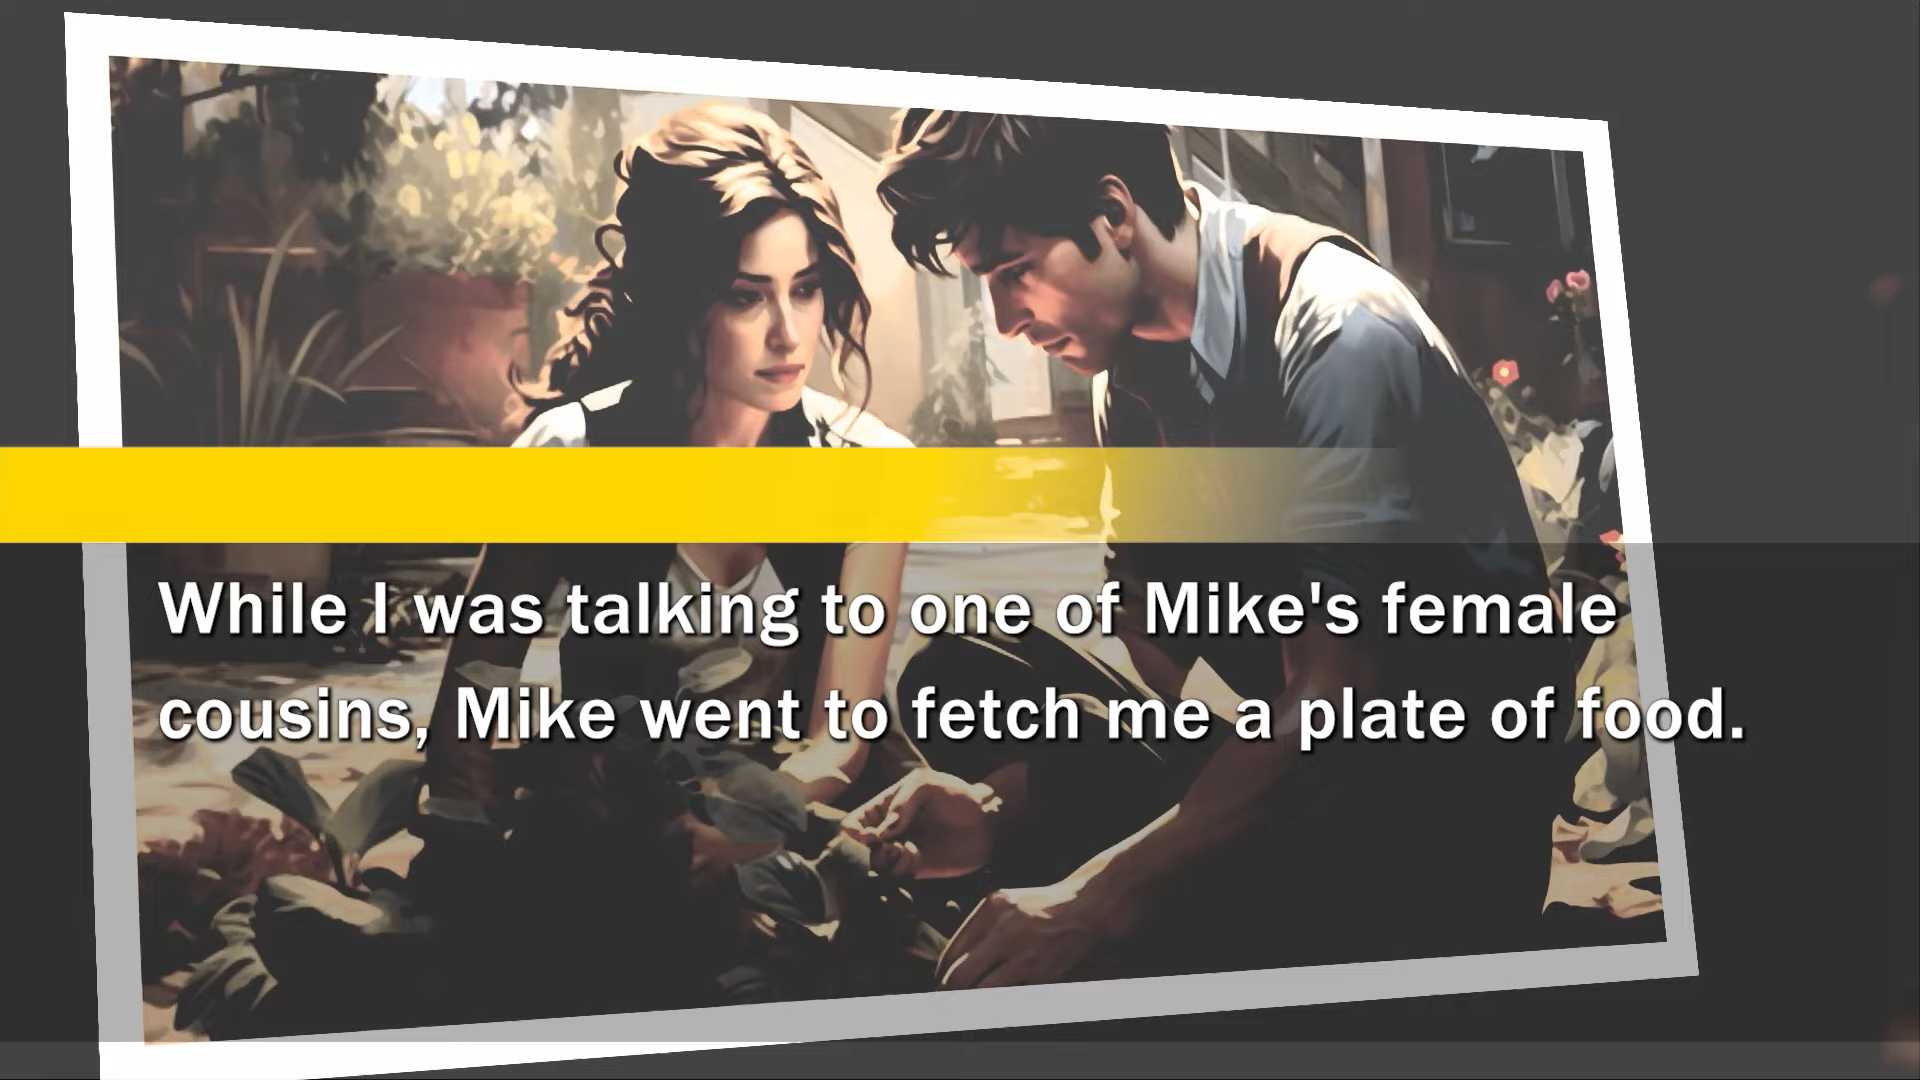 While I was talking to one of Mike's female
cousins, Mike went to fetch me a plate of food.